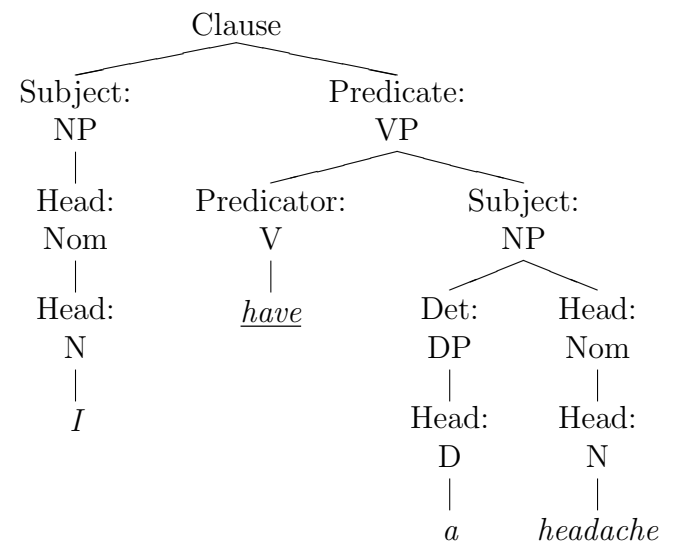 Clause
Subject: Predicate:
NP VP
Head: Predicator: Subject:
Nom V NP
Head: have Det: Head:
N DP Nom
I Head: Head:
D N
a headache